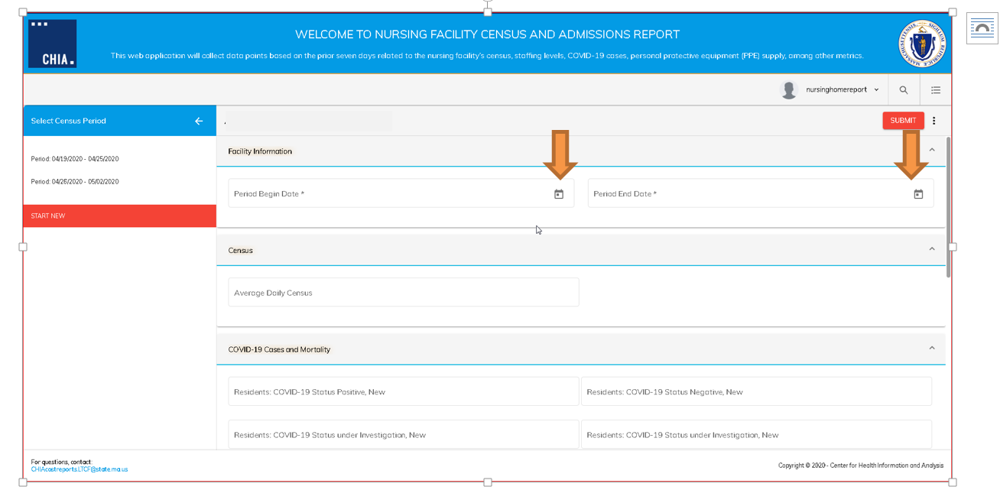 CHIA.
WELCOME TO NURSING FACILITY CENSUS AND ADMISSIONS REPORT
This web application will collect data points based on the prior seven days related to the nursing facility's census, staffing levels, COVID-19 cases, personal protective equipment (PPE) supply, among other metrics.
nursinghomereport
Select Census Period
SUBMIT
Period: 04/19/2020 - 04/25/2020
Period: 04/26/2020 - 05/02/2020
START NEW
Facility Information
Period Begin Date *
Period End Date *
Census
Average Daily Census
COVID-19 Cases and Mortality
Residents: COVID-19 Status Positive, New
Residents: COVID-19 Status Negative, New
Residents: COVID-19 Status under Investigation, New
Residents: COVID-19 Status under Investigation, New
For questions, contact:
CHIAcostreports.LTCF@state.ma.us
Copyright © 2020 - Center for Health Information and Analysis